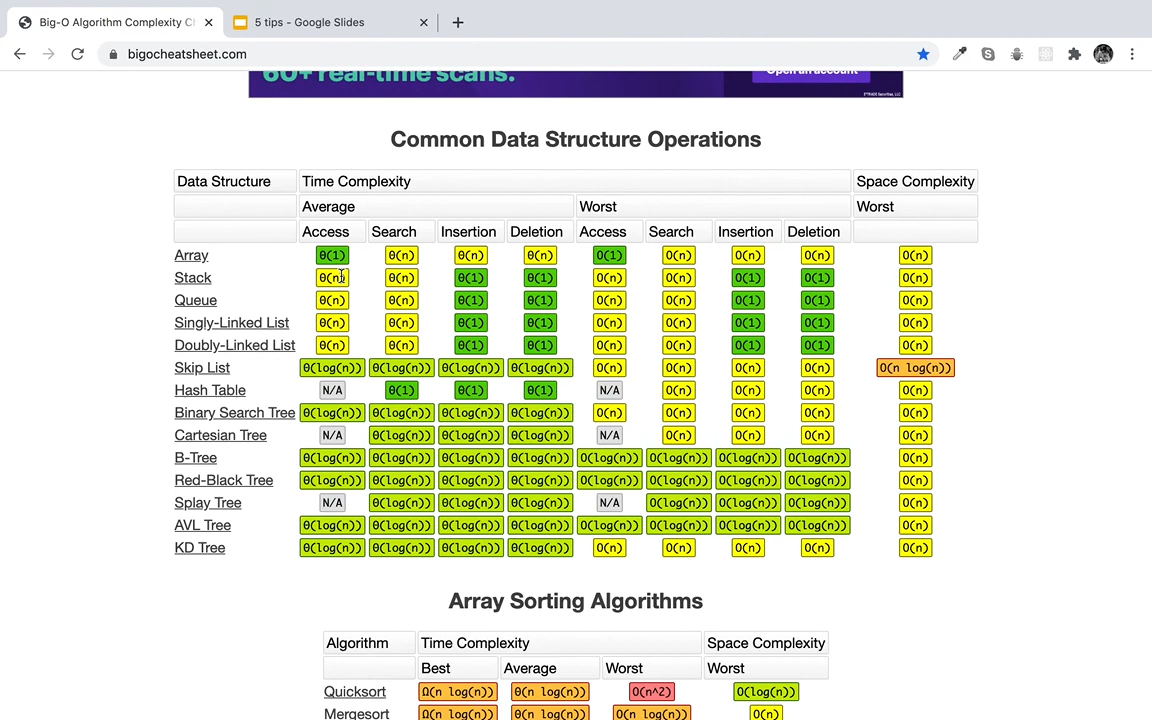 Big-O Algorithm Complexity C
5 tips - Google Slides
bigocheatsheet.com
60+ real-time scans.
Open an account
Common Data Structure Operations
Data Structure Time Complexity Space Complexity
Average Worst Worst
Access Search Insertion Deletion Access Search Insertion Deletion
Array Θ(1) Θ(n) Θ(n) Θ(n) O(1) O(n) O(n) O(n) O(n)
Stack Θ(n) Θ(n) Θ(1) Θ(1) O(n) O(n) O(1) O(1) O(n)
Queue Θ(n) Θ(n) Θ(1) Θ(1) O(n) O(n) O(1) O(1) O(n)
Singly-Linked List Θ(n) Θ(n) Θ(1) Θ(1) O(n) O(n) O(1) O(1) O(n)
Doubly-Linked List Θ(n) Θ(n) Θ(1) Θ(1) O(n) O(n) O(1) O(1) O(n)
Skip List Θ(log(n)) Θ(log(n)) Θ(log(n)) Θ(log(n)) O(n) O(n) O(n) O(n) O(n log(n))
Hash Table N/A Θ(1) Θ(1) Θ(1) N/A O(n) O(n) O(n) O(n)
Binary Search Tree Θ(log(n)) Θ(log(n)) Θ(log(n)) Θ(log(n)) O(n) O(n) O(n) O(n) O(n)
Cartesian Tree N/A Θ(log(n)) Θ(log(n)) Θ(log(n)) N/A O(n) O(n) O(n) O(n)
B-Tree Θ(log(n)) Θ(log(n)) Θ(log(n)) Θ(log(n)) O(log(n)) O(log(n)) O(log(n)) O(log(n)) O(n)
Red-Black Tree Θ(log(n)) Θ(log(n)) Θ(log(n)) Θ(log(n)) O(log(n)) O(log(n)) O(log(n)) O(log(n)) O(n)
Splay Tree N/A Θ(log(n)) Θ(log(n)) Θ(log(n)) N/A O(log(n)) O(log(n)) O(log(n)) O(n)
AVL Tree Θ(log(n)) Θ(log(n)) Θ(log(n)) Θ(log(n)) O(log(n)) O(log(n)) O(log(n)) O(log(n)) O(n)
KD Tree Θ(log(n)) Θ(log(n)) Θ(log(n)) Θ(log(n)) O(n) O(n) O(n) O(n) O(n)
Array Sorting Algorithms
Algorithm Time Complexity Space Complexity
Best Average Worst Worst
Quicksort Ω(n log(n)) Θ(n log(n)) O(n^2) O(log(n))
Mergesort Ω(n log(n)) Θ(n log(n)) O(n log(n)) O(n)